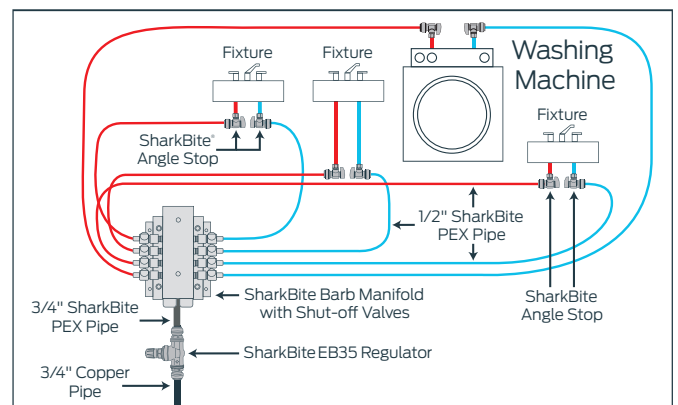 Fixture
Fixture
Washing
Machine
Fixture
SharkBite®
Angle Stop
1/2" SharkBite
PEX Pipe
SharkBite Barb Manifold
with Shut-off Valves
SharkBite
Angle Stop
3/4" SharkBite
PEX Pipe
SharkBite EB35 Regulator
3/4" Copper
Pipe